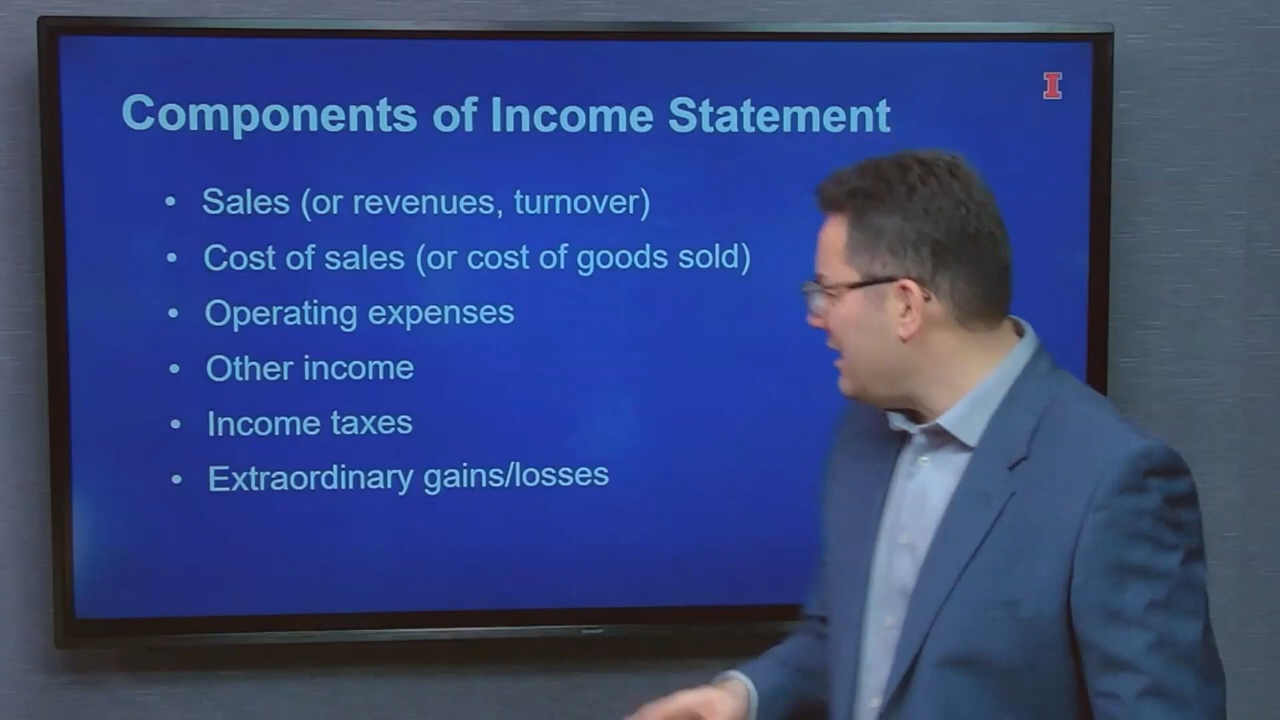 I
Components of Income Statement
• Sales (or revenues, turnover)
• Cost of sales (or cost of goods sold)
• Operating expenses
• Other income
• Income taxes
• Extraordinary gains/losses